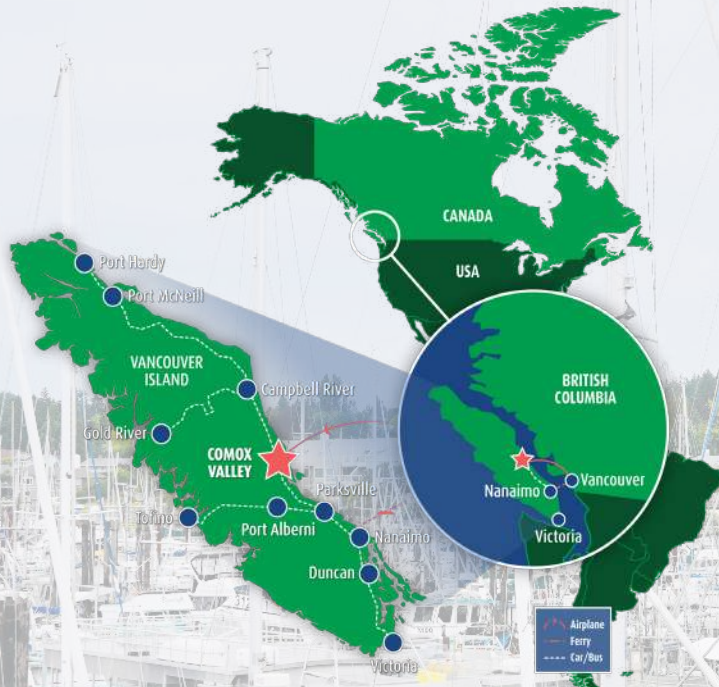 CANADA
USA
Port Hardy
Port McNeill
VANCOUVER
ISLAND
Campbell River
Gold River
COMOX
VALLEY
Parksville
Tofino
Port Alberni
Nanaimo
Duncan
Victoria
BRITISH
COLUMBIA
Vancouver
Nanaimo
Victoria
Airplane
Ferry
Car/Bus